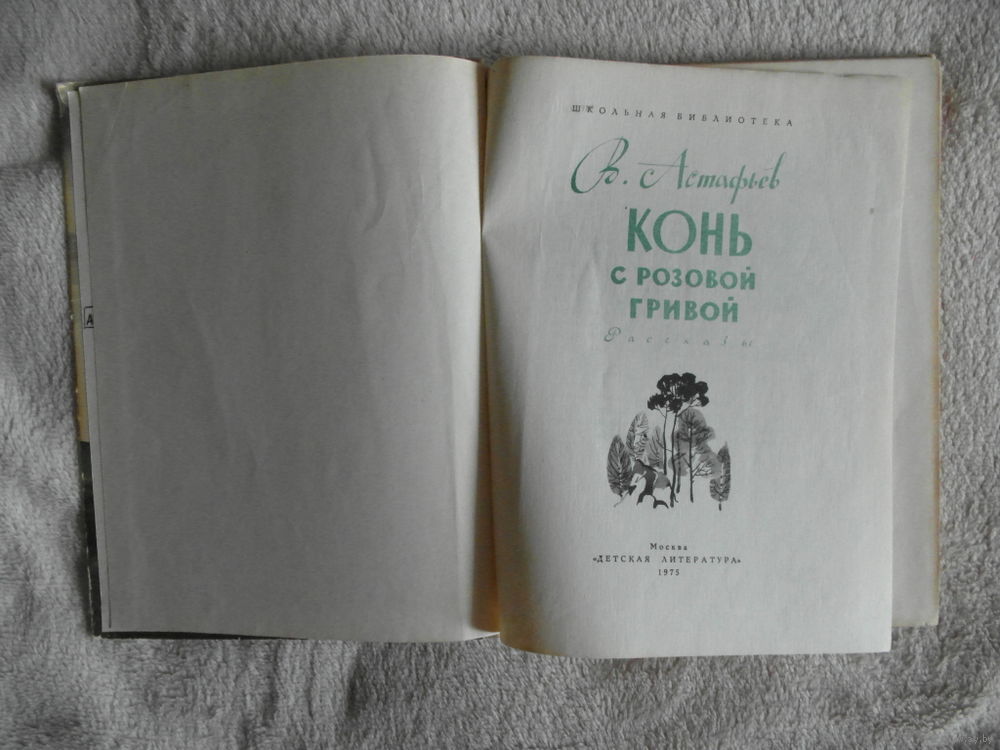 А
ШКОЛЬНАЯ БИБЛИОТЕКА
В. Астафьев
КОНЬ
С РОЗОВОЙ
ГРИВОЙ
Рассказы
Москва
«ДЕТСКАЯ ЛИТЕРАТУРА»
1975